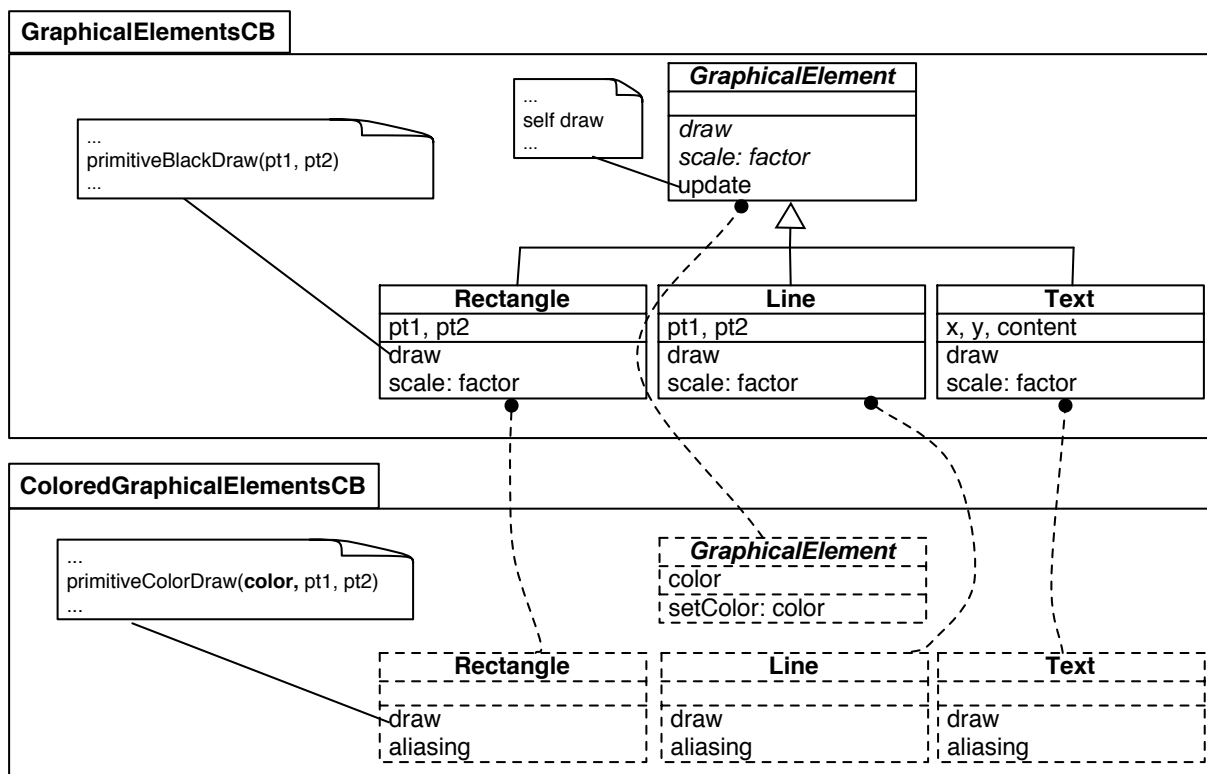 GraphicalElementsCB
GraphicalElement
draw
scale: factor
update
...
self draw
...
...
primitiveBlackDraw(pt1, pt2)
...
Rectangle
pt1, pt2
draw
scale: factor
Line
pt1, pt2
draw
scale: factor
Text
x, y, content
draw
scale: factor
ColoredGraphicalElementsCB
...
primitiveColorDraw(color, pt1, pt2)
...
GraphicalElement
color
setColor: color
Rectangle
draw
aliasing
Line
draw
aliasing
Text
draw
aliasing